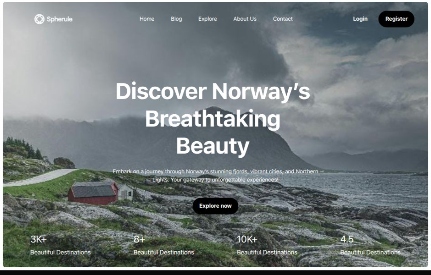 Spherule
Home Blog Explore About Us Contact
Login Register
Discover Norway's
Breathtaking
Beauty
Embark on a journey through Norway's stunning fjords, vibrant cities, and Northern
Lights. Your gateway to unforgettable experiences!
Explore now
3K+ 8+ 10K+ 4.5
Beautiful Destinations Beautiful Destinations Beautiful Destinations Beautiful Destinations